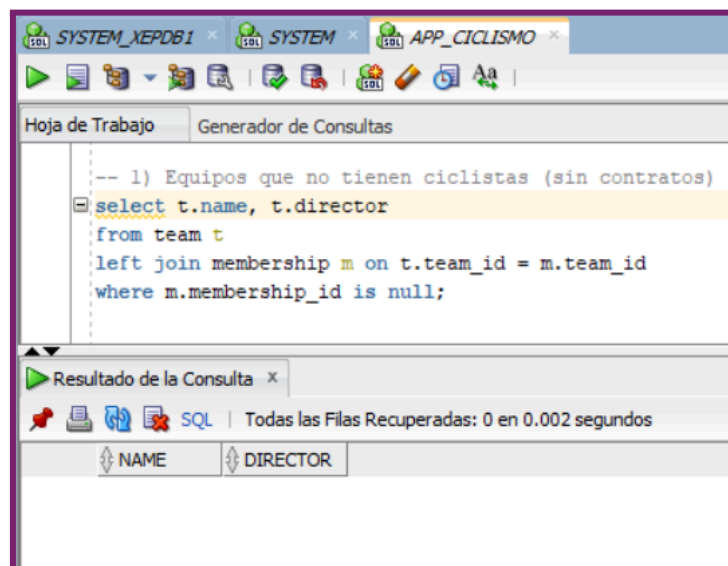 SYSTEM_XEPDB1
SYSTEM
APP_CICLISMO
Hoja de Trabajo Generador de Consultas
-- 1) Equipos que no tienen ciclistas (sin contratos)
select t.name, t.director
from team t
left join membership m on t.team_id = m.team_id
where m.membership_id is null;
Resultado de la Consulta x
SQL | Todas las Filas Recuperadas: 0 en 0.002 segundos
NAME DIRECTOR